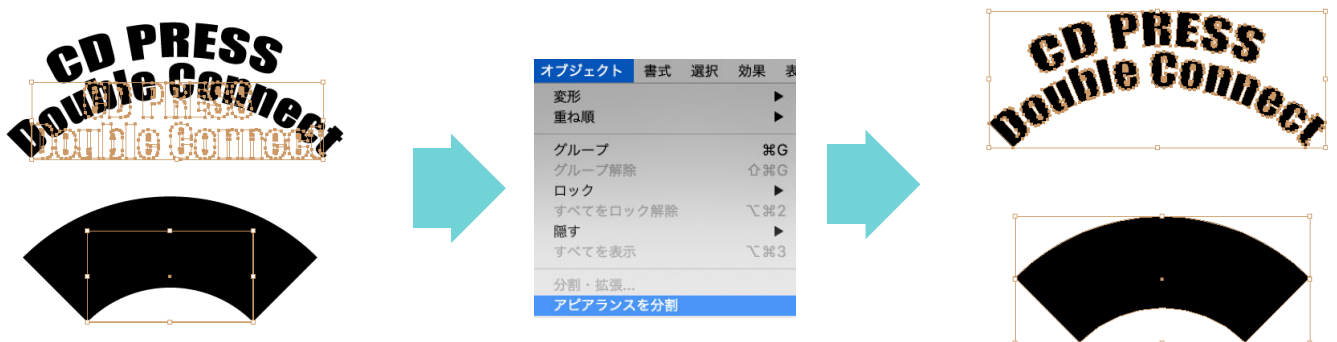 CD PRESS
Double Connect
CD PRESS
Double Connect
オブジェクト 書式 選択 効果 表
変形 ▶
重ね順 ▶
グループ ⌘G
グループ解除 ⇧⌘G
ロック ▶
すべてをロック解除 ⌥⌘2
隠す ▶
すべてを表示 ⌥⌘3
分割・拡張...
アピアランスを分割
CD PRESS
Double Connect